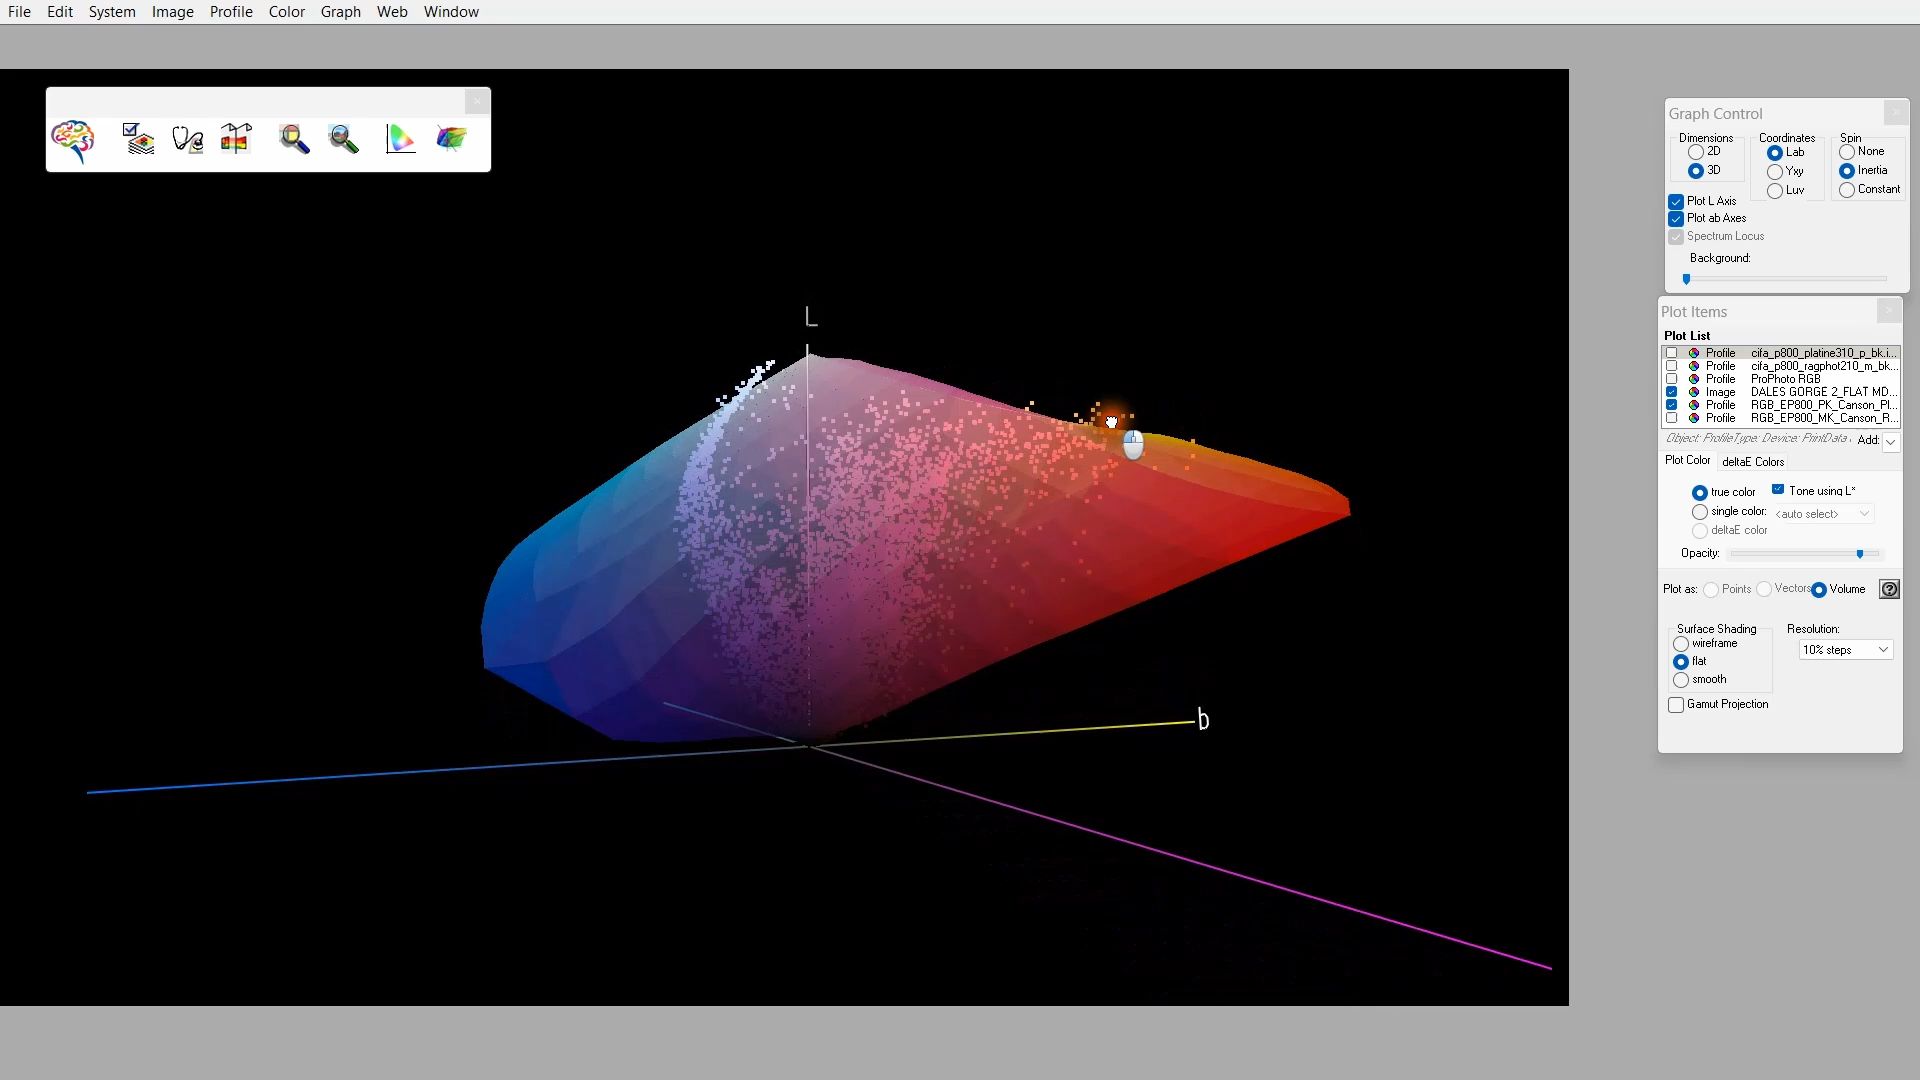 File Edit System Image Profile Color Graph Web Window
L
b
Graph Control
Dimensions Coordinates Spin
2D Lab None
3D Yxy Inertia
Luv Constant
Plot L Axis
Plot ab Axes
Spectrum Locus
Background:
Plot Items
Plot List
Profile cifa_p800_platine310_p_bk.i...
Profile cifa_p800_ragphot210_m_bk...
Profile ProPhoto RGB
Image DALES GORGE 2_FLAT MD...
Profile RGB_EP800_PK_Canson_Pl...
Profile RGB_EP800_MK_Canson_R...
Object: ProfileType: Device: PrintData Add:
Plot Color deltaE Colors
true color Tone using L*
single color: <auto select>
deltaE color
Opacity:
Plot as: Points Vectors Volume
Surface Shading Resolution:
wireframe 10% steps
flat
smooth
Gamut Projection